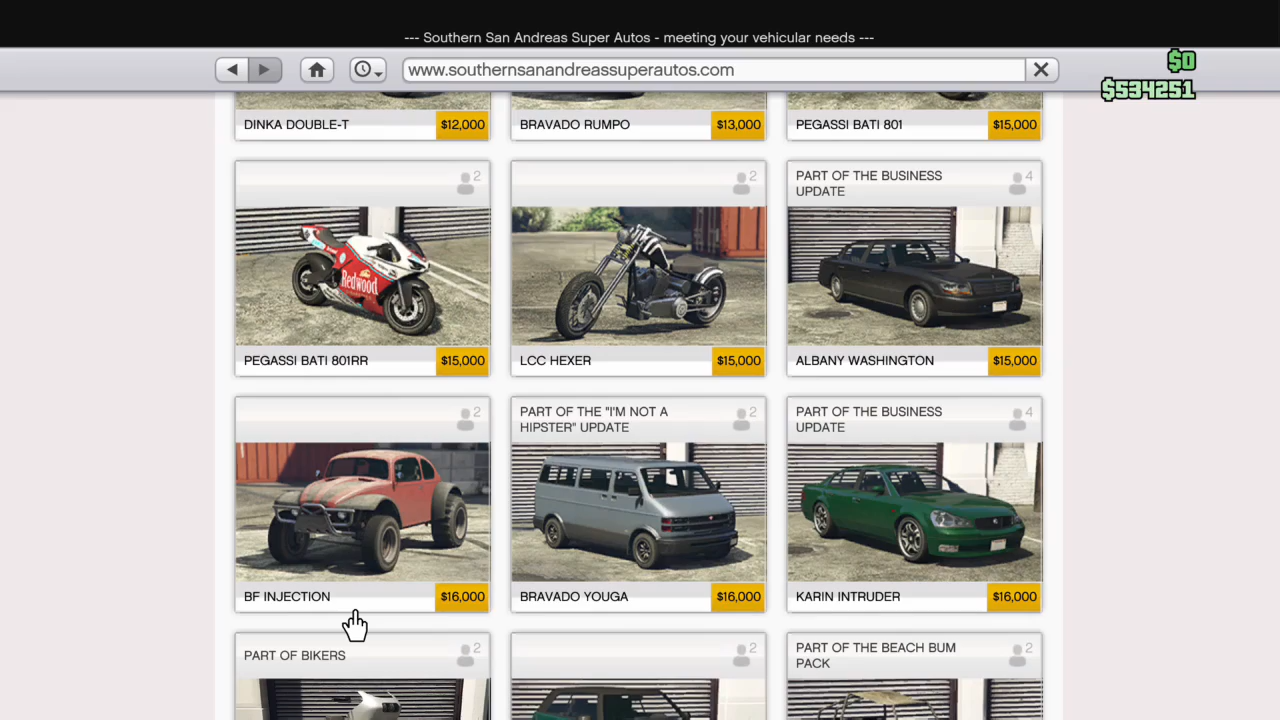 --- Southern San Andreas Super Autos - meeting your vehicular needs ---
www.southernsanandreassuperautos.com
$0
$534251
DINKA DOUBLE-T $12,000
BRAVADO RUMPO $13,000
PEGASSI BATI 801 $15,000
2
2
PART OF THE BUSINESS
UPDATE
4
Redwood
PEGASSI BATI 801RR $15,000
LCC HEXER $15,000
ALBANY WASHINGTON $15,000
2
PART OF THE "I'M NOT A
HIPSTER" UPDATE
2
PART OF THE BUSINESS
UPDATE
4
BF INJECTION $16,000
BRAVADO YOUGA $16,000
KARIN INTRUDER $16,000
PART OF BIKERS
2
2
PART OF THE BEACH BUM
PACK
2